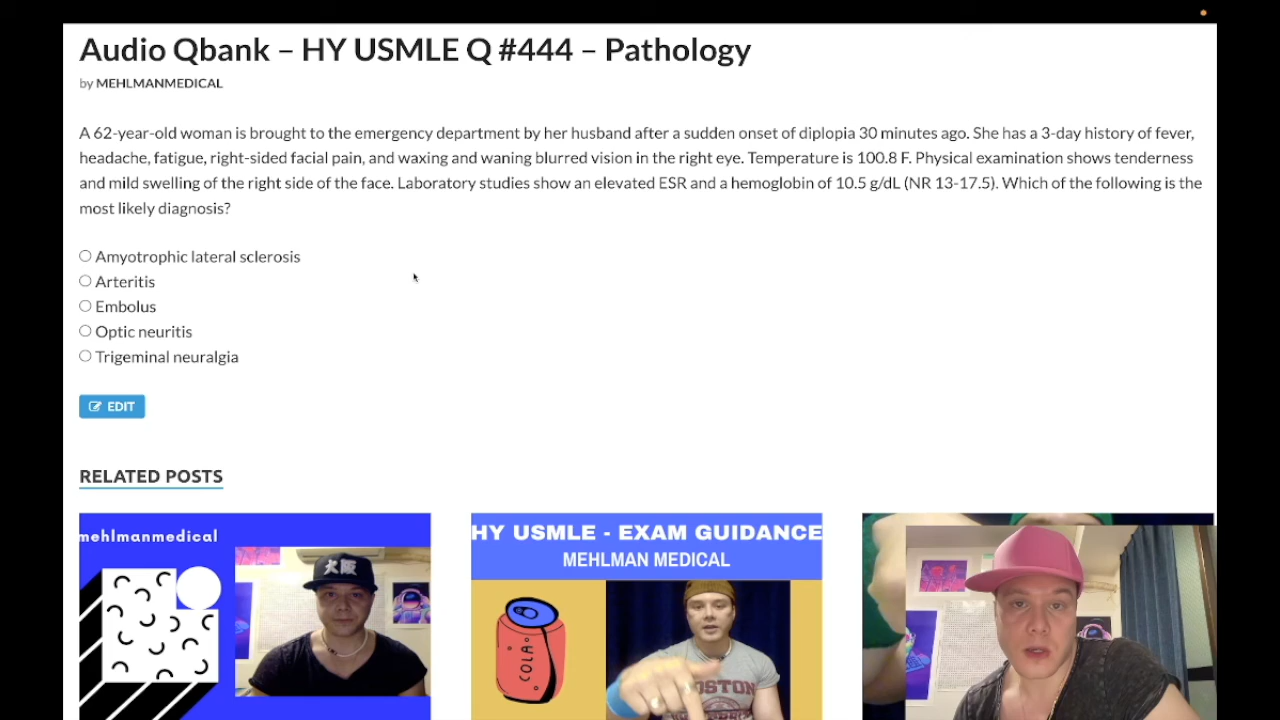 Audio Qbank – HY USMLE Q #444 – Pathology
by MEHLMANMEDICAL
A 62-year-old woman is brought to the emergency department by her husband after a sudden onset of diplopia 30 minutes ago. She has a 3-day history of fever,
headache, fatigue, right-sided facial pain, and waxing and waning blurred vision in the right eye. Temperature is 100.8 F. Physical examination shows tenderness
and mild swelling of the right side of the face. Laboratory studies show an elevated ESR and a hemoglobin of 10.5 g/dL (NR 13-17.5). Which of the following is the
most likely diagnosis?
Amyotrophic lateral sclerosis
Arteritis
Embolus
Optic neuritis
Trigeminal neuralgia
EDIT
RELATED POSTS
mehlmanmedical
大阪
HY USMLE - EXAM GUIDANCE
MEHLMAN MEDICAL
COLA
BOSTON